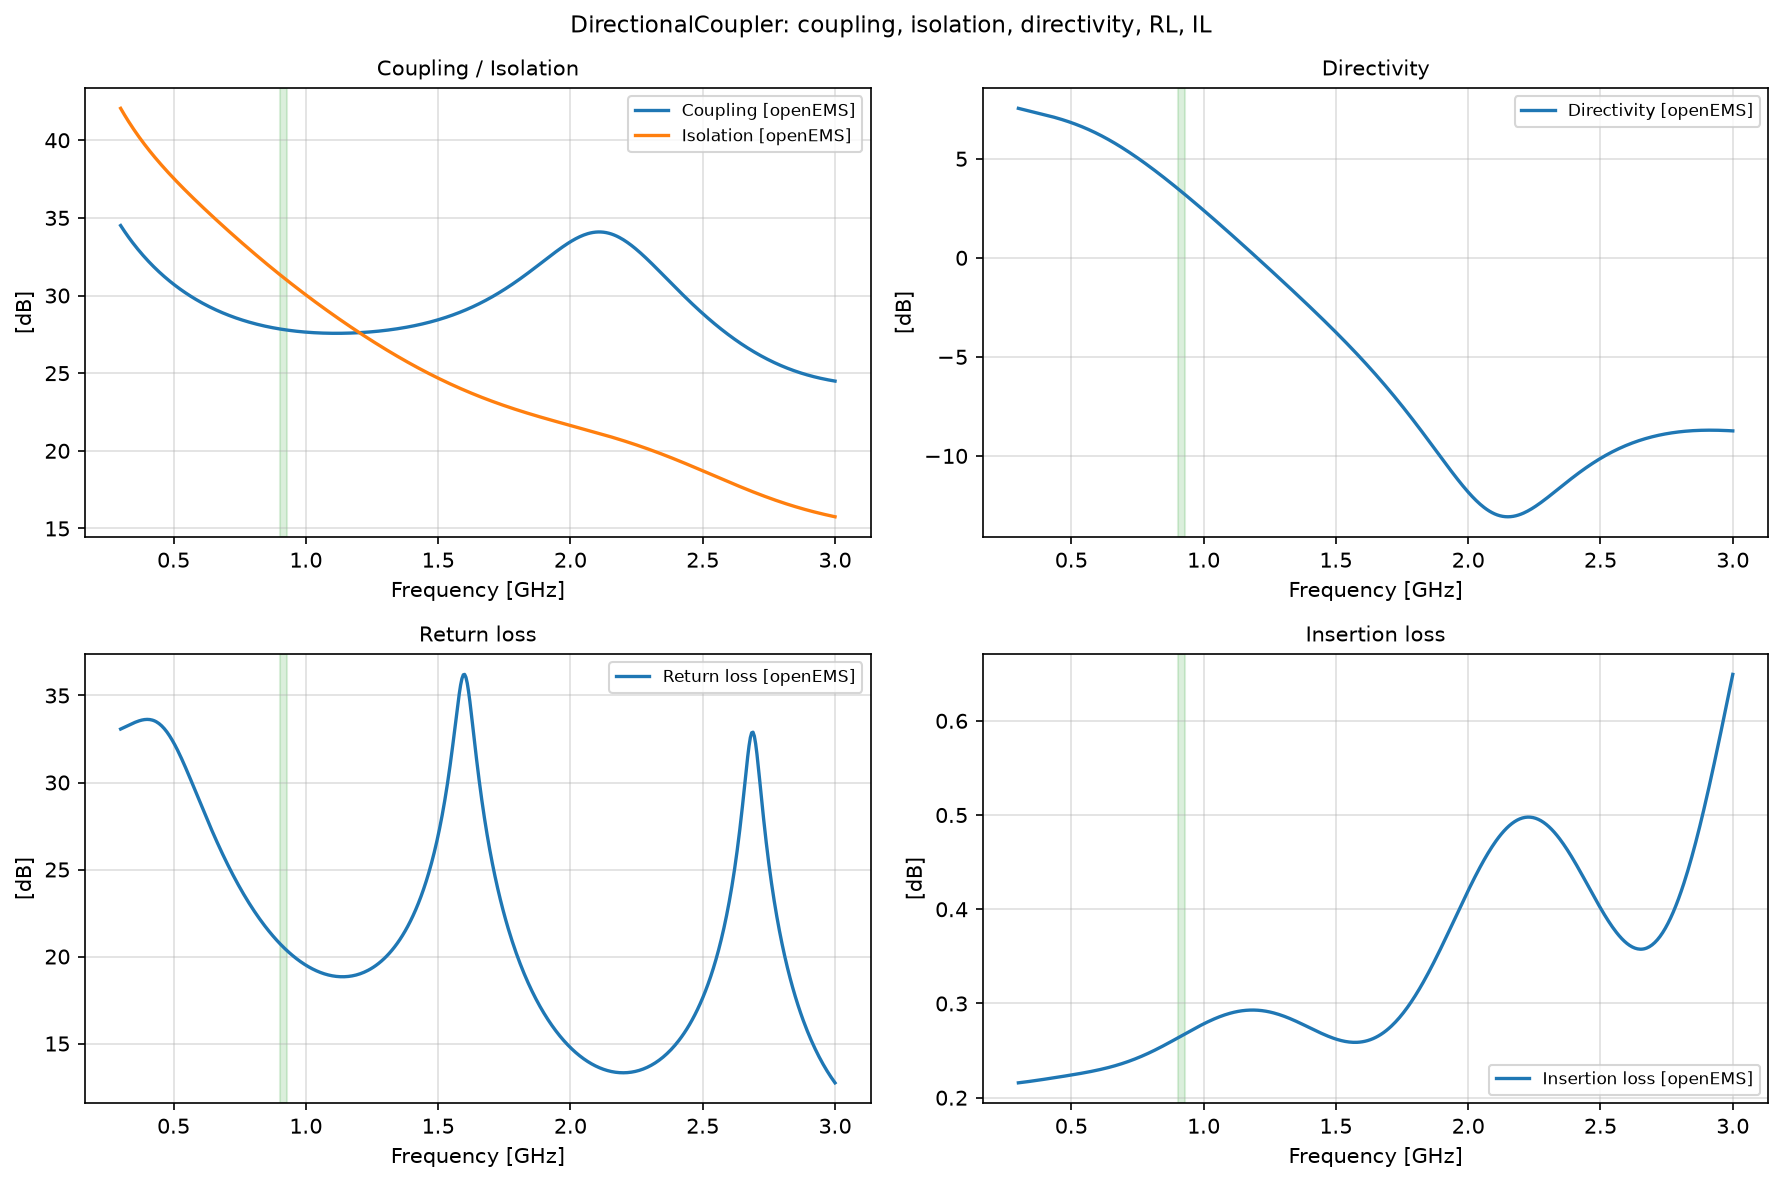 DirectionalCoupler: coupling, isolation, directivity, RL, IL
Coupling / Isolation
[dB]
40
35
30
25
20
15
Coupling [openEMS]
Isolation [openEMS]
0.5 1.0 1.5 2.0 2.5 3.0
Frequency [GHz]
Directivity
[dB]
5
0
−5
−10
Directivity [openEMS]
0.5 1.0 1.5 2.0 2.5 3.0
Frequency [GHz]
Return loss
[dB]
35
30
25
20
15
Return loss [openEMS]
0.5 1.0 1.5 2.0 2.5 3.0
Frequency [GHz]
Insertion loss
[dB]
0.6
0.5
0.4
0.3
0.2
Insertion loss [openEMS]
0.5 1.0 1.5 2.0 2.5 3.0
Frequency [GHz]